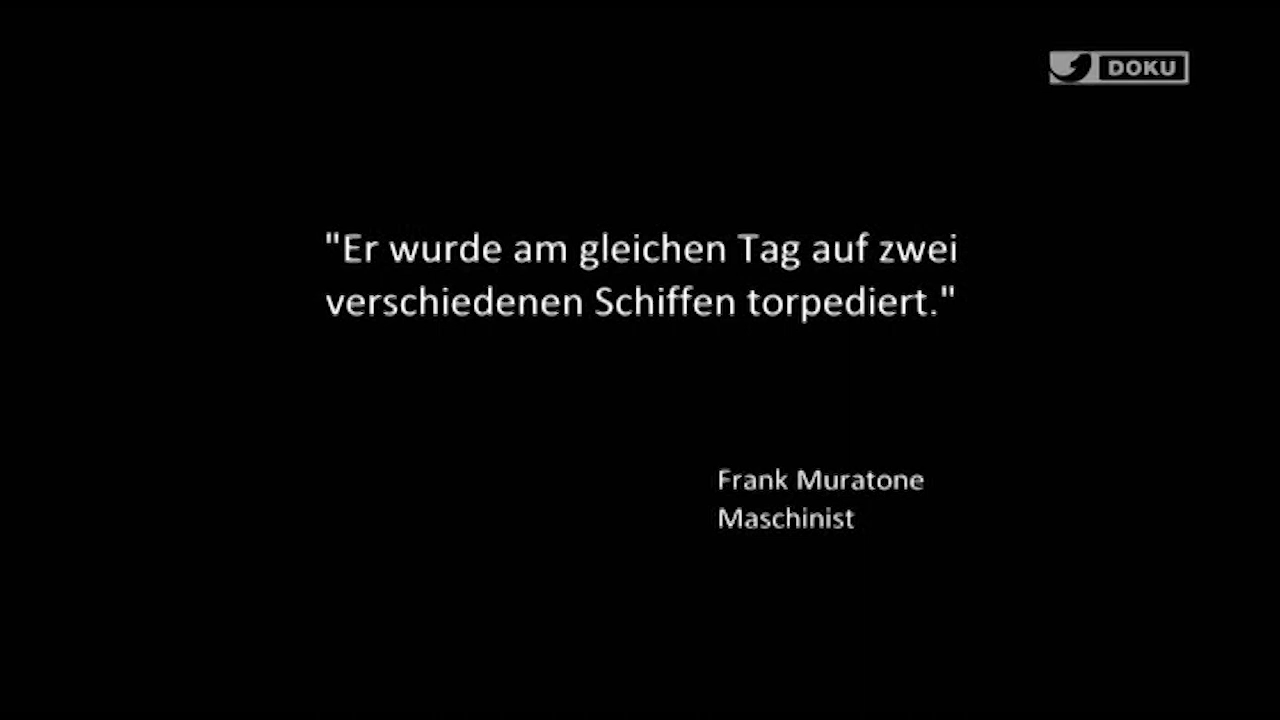 DOKU
"Er wurde am gleichen Tag auf zwei
verschiedenen Schiffen torpediert."
Frank Muratone
Maschinist